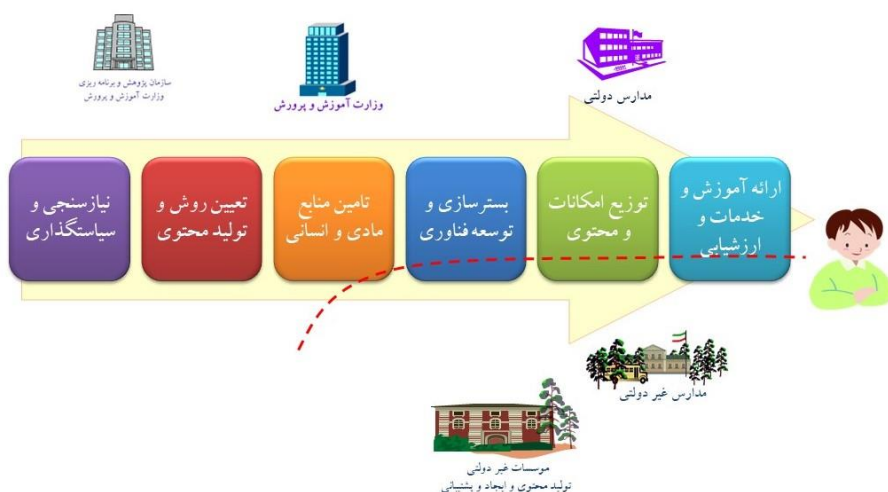 سازمان پژوهش و برنامه ریزی
وزارت آموزش و پرورش
وزارت آموزش و پرورش
مدارس دولتی
نیازسنجی و
سیاستگذاری
تعیین روش و
تولید محتوی
تامین منابع
مادی و انسانی
بسترسازی و
توسعه فناوری
توزیع امکانات
و محتوی
ارائه آموزش و
خدمات و
ارزشیابی
مدارس غیر دولتی
موسسات غیر دولتی
تولید محتوی و ایجاد و پشتیبانی